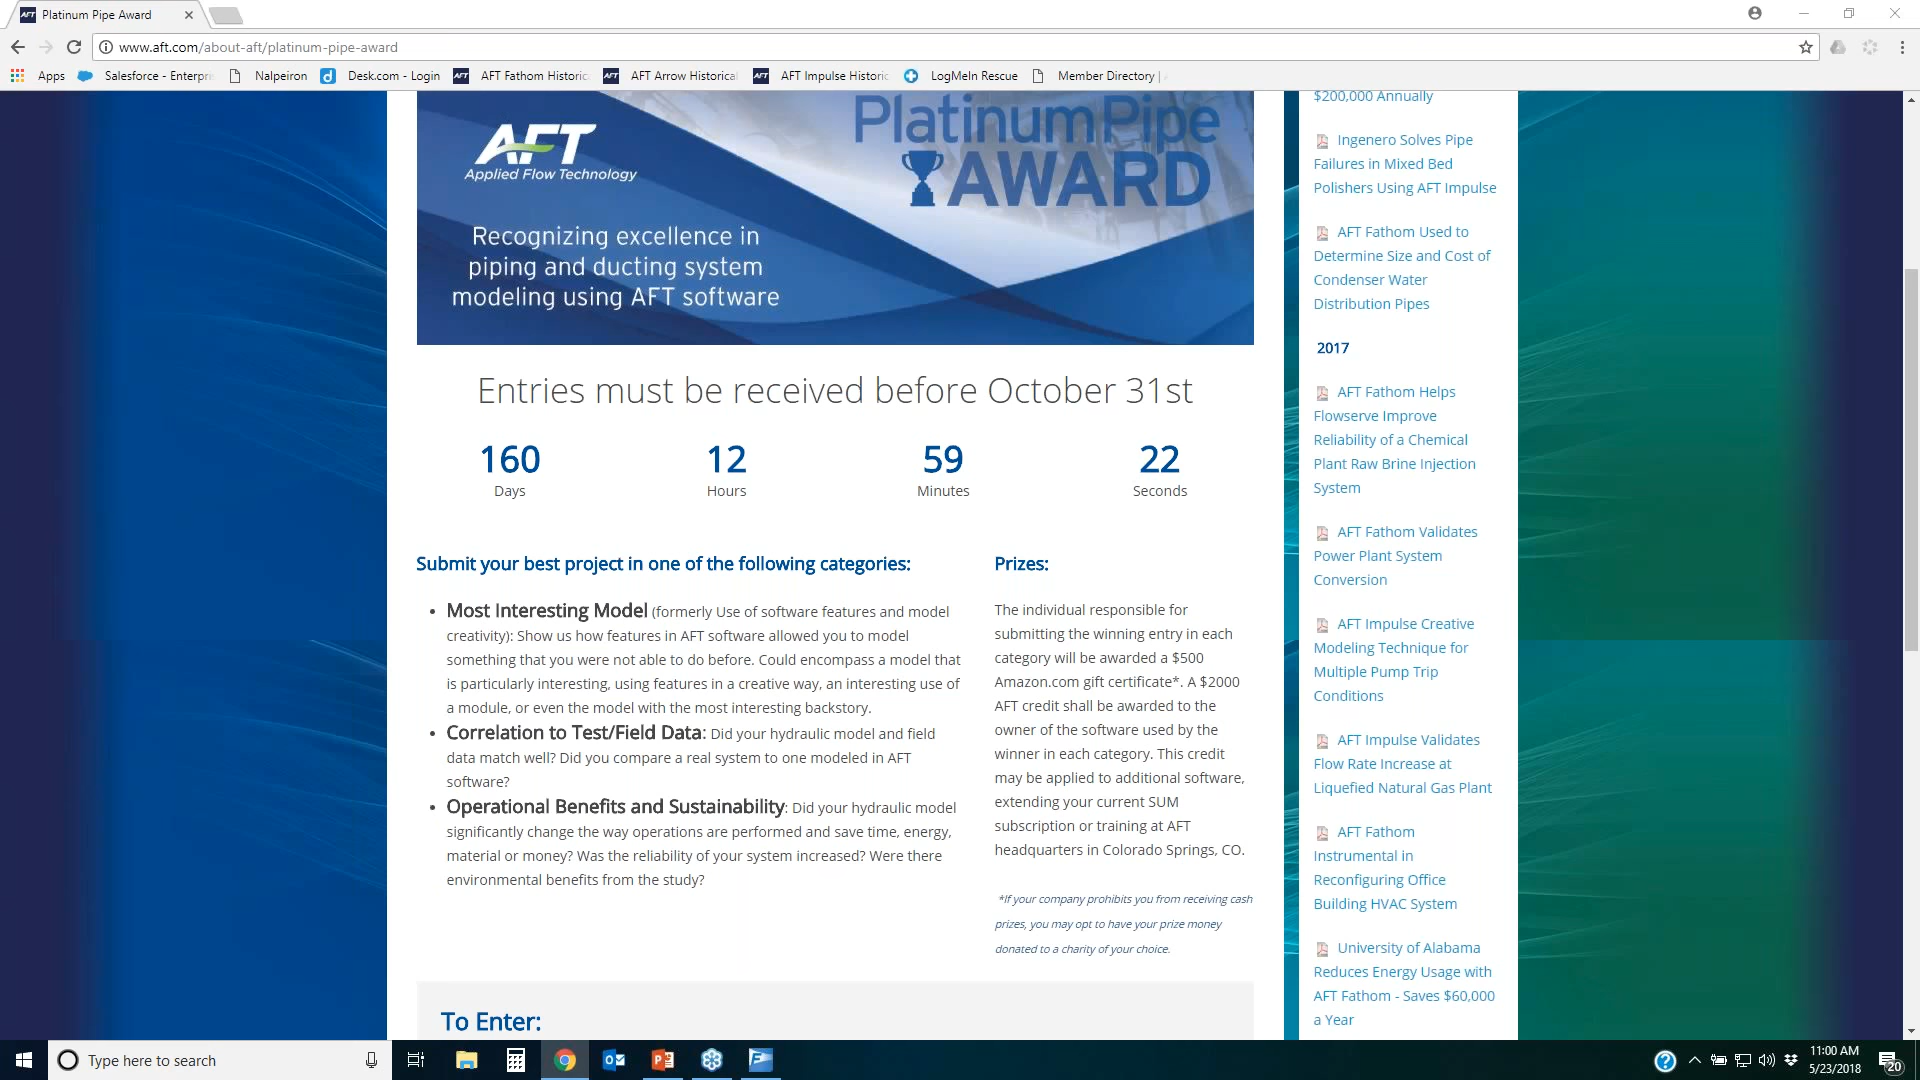 Platinum Pipe Award
www.aft.com/about-aft/platinum-pipe-award
Apps
Salesforce - Enterpri
Nalpeiron
Desk.com - Login
AFT Fathom Historic
AFT Arrow Historical
AFT Impulse Historic
LogMeIn Rescue
Member Directory |
AFT
Applied Flow Technology
PlatinumPipe
AWARD
Recognizing excellence in
piping and ducting system
modeling using AFT software
Entries must be received before October 31st
160
Days
12
Hours
59
Minutes
22
Seconds
Submit your best project in one of the following categories:
• Most Interesting Model (formerly Use of software features and model
creativity): Show us how features in AFT software allowed you to model
something that you were not able to do before. Could encompass a model that
is particularly interesting, using features in a creative way, an interesting use of
a module, or even the model with the most interesting backstory.
• Correlation to Test/Field Data: Did your hydraulic model and field
data match well? Did you compare a real system to one modeled in AFT
software?
• Operational Benefits and Sustainability: Did your hydraulic model
significantly change the way operations are performed and save time, energy,
material or money? Was the reliability of your system increased? Were there
environmental benefits from the study?
Prizes:
The individual responsible for
submitting the winning entry in each
category will be awarded a $500
Amazon.com gift certificate*. A $2000
AFT credit shall be awarded to the
owner of the software used by the
winner in each category. This credit
may be applied to additional software,
extending your current SUM
subscription or training at AFT
headquarters in Colorado Springs, CO.
*If your company prohibits you from receiving cash
prizes, you may opt to have your prize money
donated to a charity of your choice.
To Enter:
$200,000 Annually
Ingenero Solves Pipe
Failures in Mixed Bed
Polishers Using AFT Impulse
AFT Fathom Used to
Determine Size and Cost of
Condenser Water
Distribution Pipes
2017
AFT Fathom Helps
Flowserve Improve
Reliability of a Chemical
Plant Raw Brine Injection
System
AFT Fathom Validates
Power Plant System
Conversion
AFT Impulse Creative
Modeling Technique for
Multiple Pump Trip
Conditions
AFT Impulse Validates
Flow Rate Increase at
Liquefied Natural Gas Plant
AFT Fathom
Instrumental in
Reconfiguring Office
Building HVAC System
University of Alabama
Reduces Energy Usage with
AFT Fathom - Saves $60,000
a Year
Type here to search
11:00 AM
5/23/2018
20